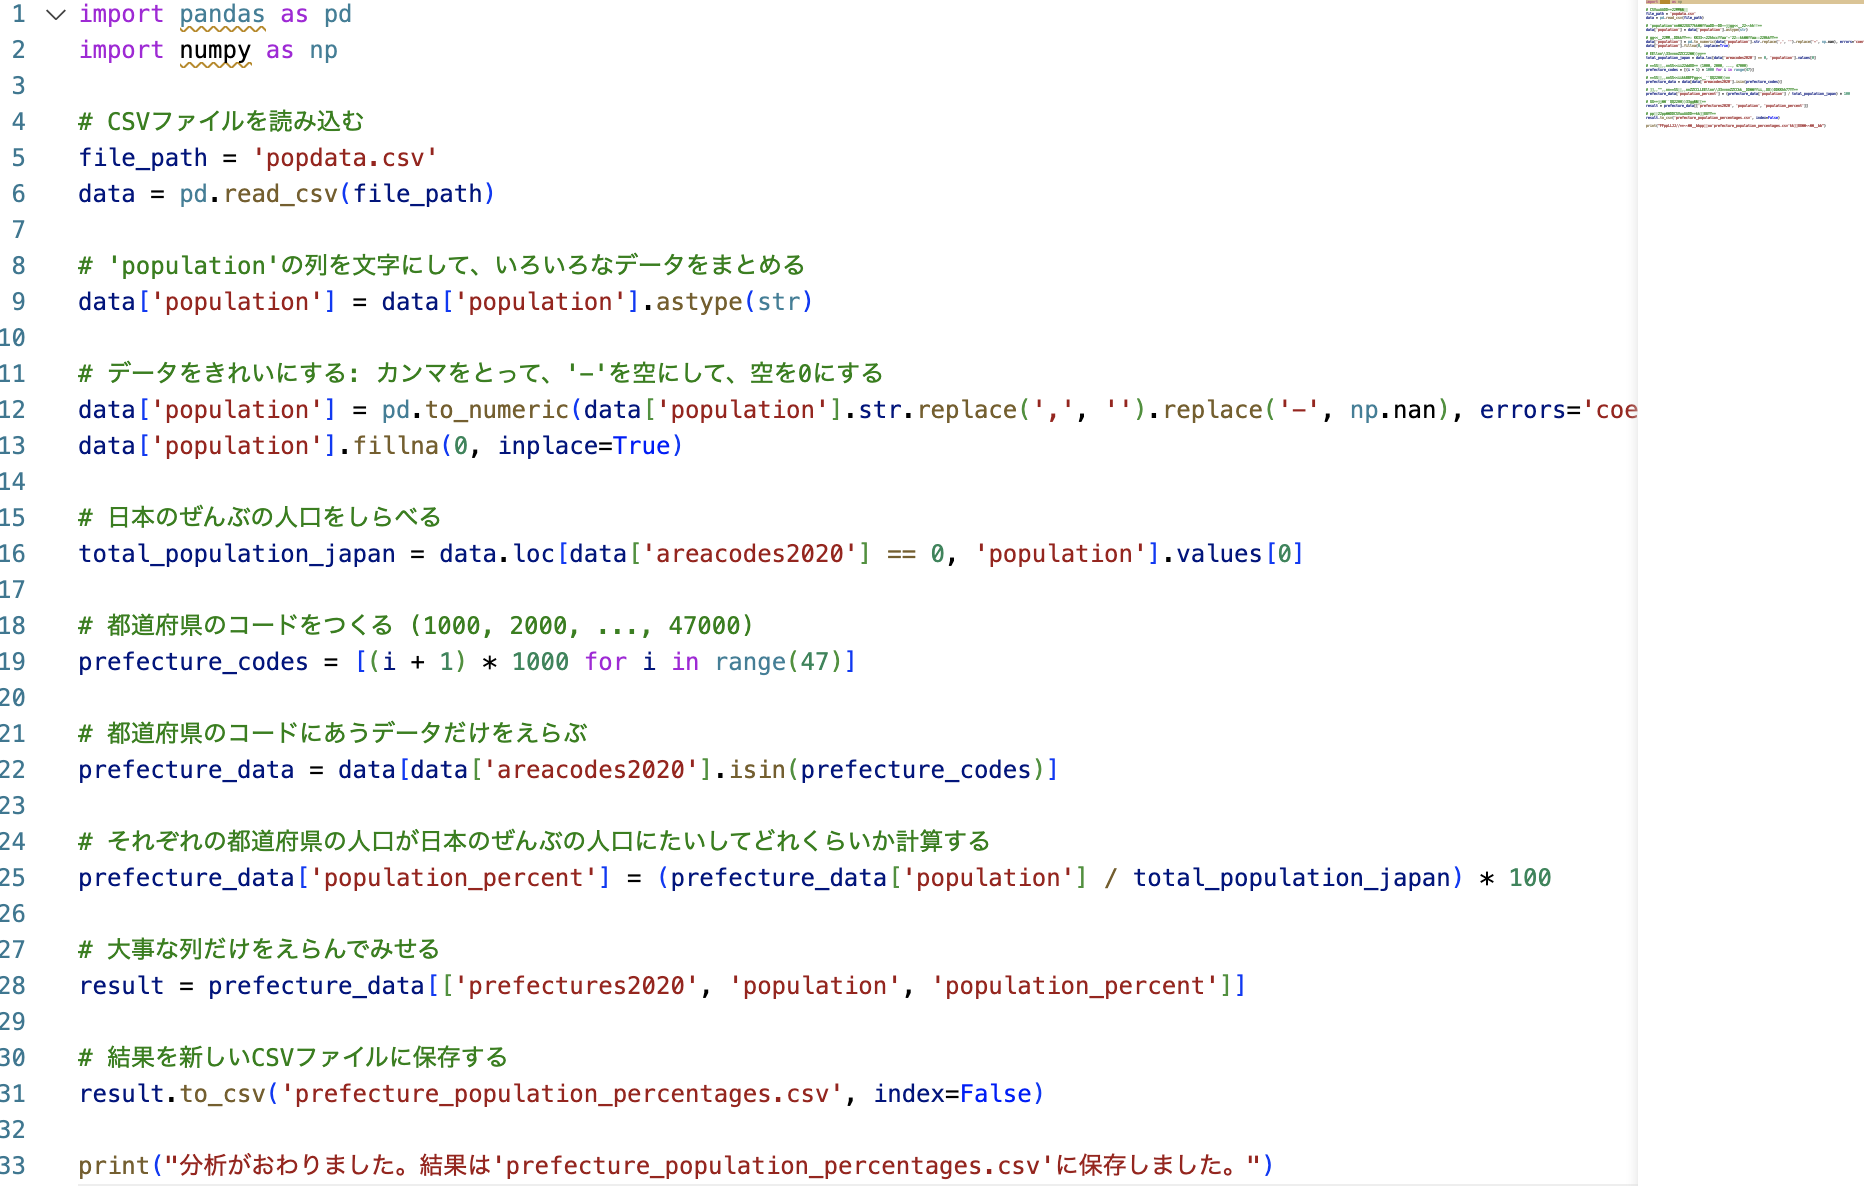 1 import pandas as pd
2 import numpy as np
3
4 # CSVファイルを読み込む
5 file_path = 'popdata.csv'
6 data = pd.read_csv(file_path)
7
8 # 'population'の列を文字にして、いろいろなデータをまとめる
9 data['population'] = data['population'].astype(str)
10
11 # データをきれいにする: カンマをとって、'-'を空にして、空を0にする
12 data['population'] = pd.to_numeric(data['population'].str.replace(',', '').replace('-', np.nan), errors='coe
13 data['population'].fillna(0, inplace=True)
14
15 # 日本のぜんぶの人口をしらべる
16 total_population_japan = data.loc[data['areacodes2020'] == 0, 'population'].values[0]
17
18 # 都道府県のコードをつくる (1000, 2000, ..., 47000)
19 prefecture_codes = [(i + 1) * 1000 for i in range(47)]
20
21 # 都道府県のコードにあうデータだけをえらぶ
22 prefecture_data = data[data['areacodes2020'].isin(prefecture_codes)]
23
24 # それぞれの都道府県の人口が日本のぜんぶの人口にたいしてどれくらいか計算する
25 prefecture_data['population_percent'] = (prefecture_data['population'] / total_population_japan) * 100
26
27 # 大事な列だけをえらんでみせる
28 result = prefecture_data[['prefectures2020', 'population', 'population_percent']]
29
30 # 結果を新しいCSVファイルに保存する
31 result.to_csv('prefecture_population_percentages.csv', index=False)
32
33 print("分析がおわりました。結果は'prefecture_population_percentages.csv'に保存しました。")